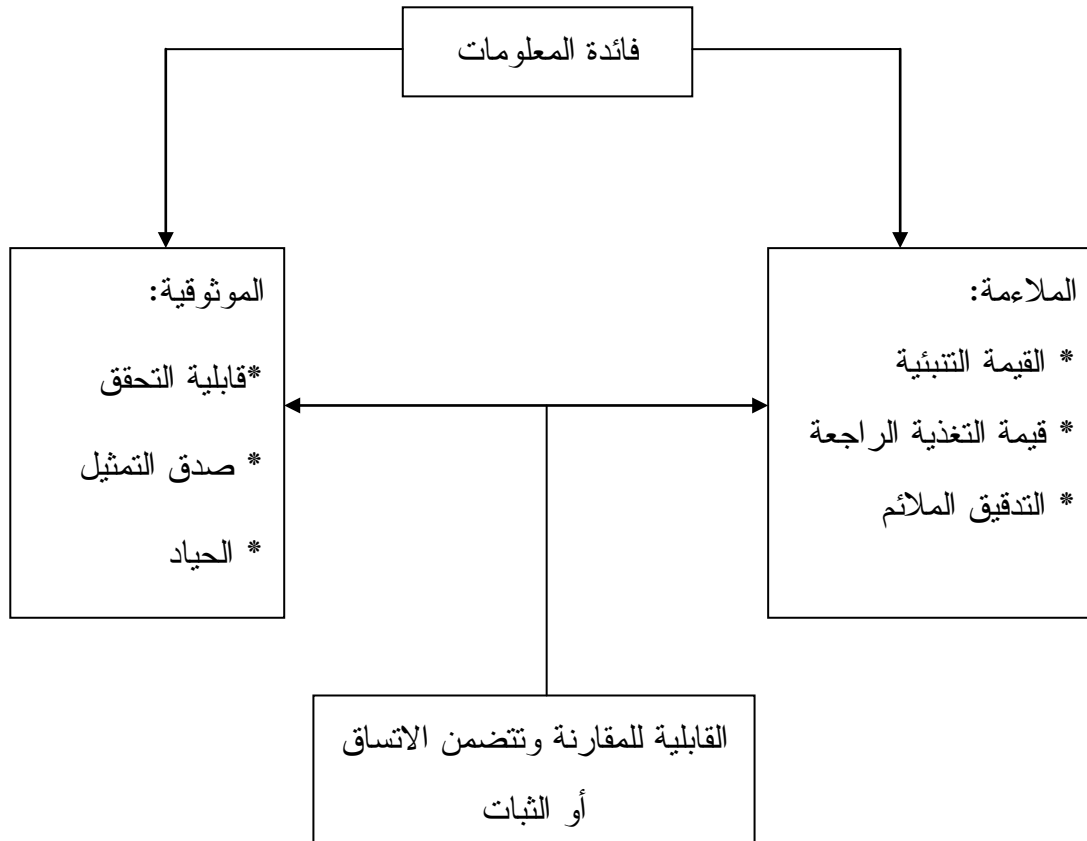 فائدة المعلومات
الملاءمة:
* القيمة التنبئية
* قيمة التغذية الراجعة
* التدقيق الملائم
الموثوقية:
*قابلية التحقق
* صدق التمثيل
* الحياد
القابلية للمقارنة وتتضمن الاتساق
أو الثبات